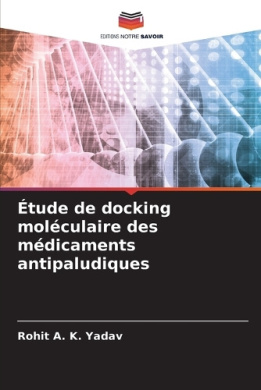 EDITIONS NOTRE SAVOIR
Étude de docking
moléculaire des
médicaments
antipaludiques
Rohit A. K. Yadav